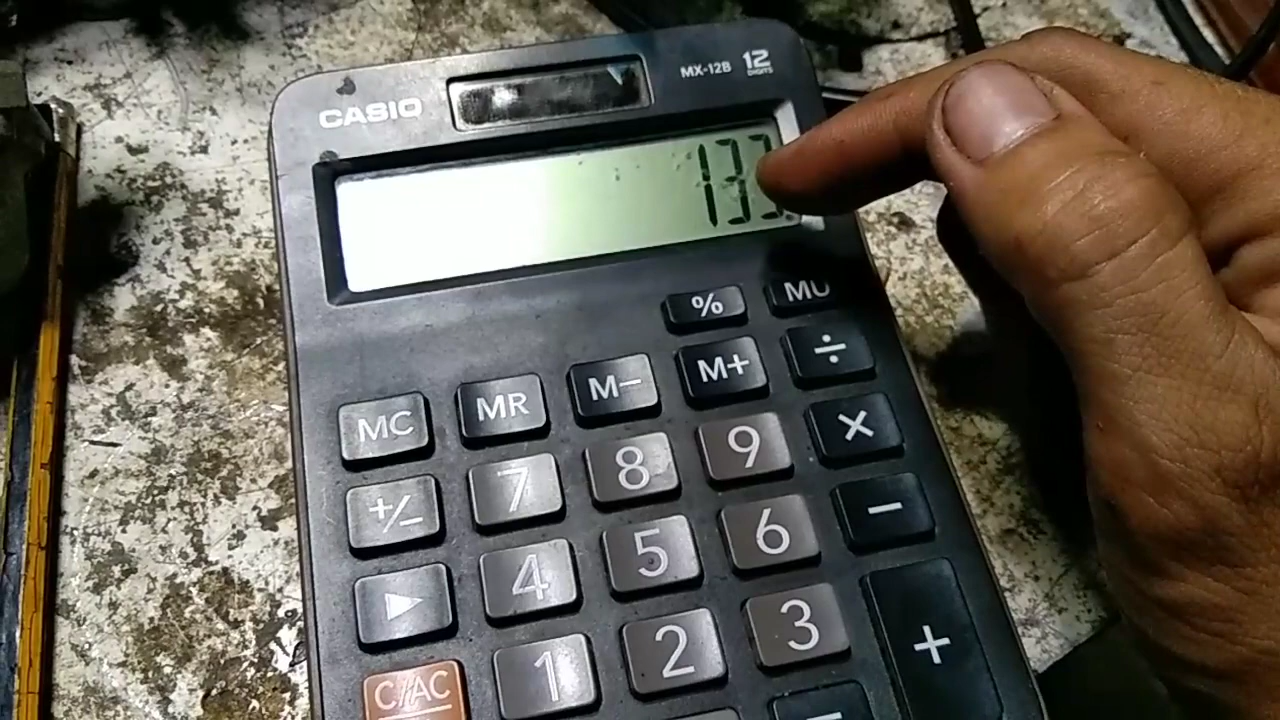 CASIO MX-12B 12
DIGITS
133.
% MU
MC MR M− M+ ÷
+/− 7 8 9 ×
▶ 4 5 6 −
C/AC 1 2 3 +